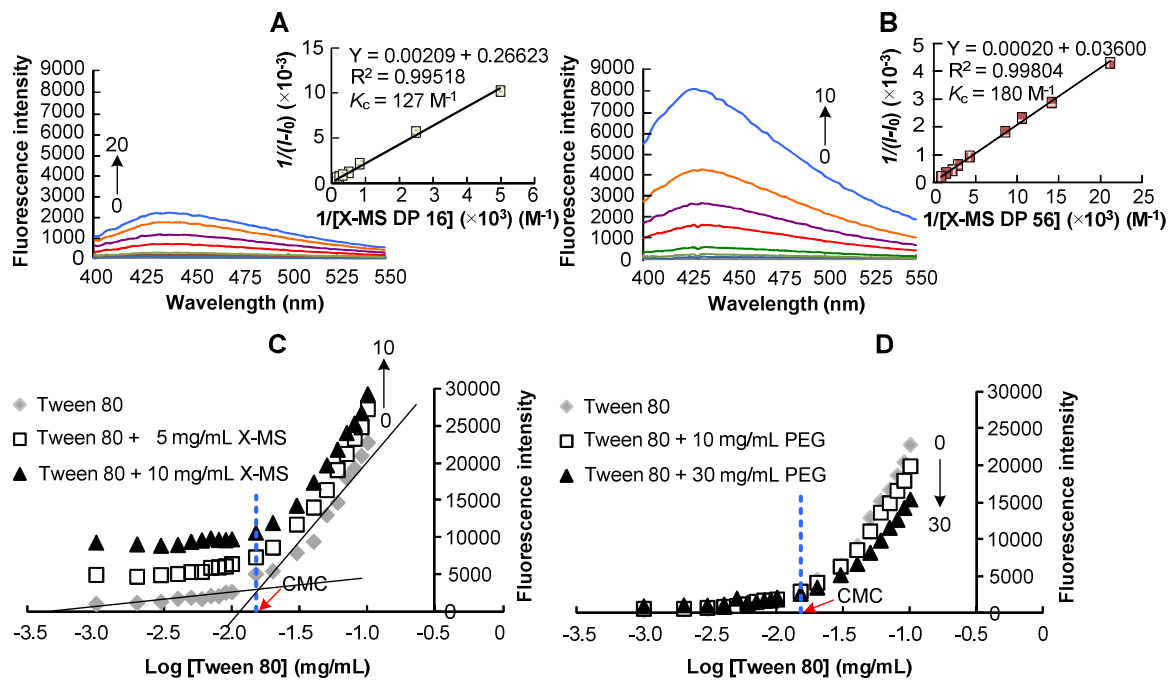 A
Fluorescence intensity
9000
8000
7000
6000
5000
4000
3000
2000
1000
0
20
0
400 425 450 475 500 525 550
Wavelength (nm)
1/(I-I0) (×10-3)
15
10
5
0
Y = 0.00209 + 0.26623
R2 = 0.99518
Kc = 127 M-1
0 1 2 3 4 5 6
1/[X-MS DP 16] (×103) (M-1)
B
Fluorescence intensity
9000
8000
7000
6000
5000
4000
3000
2000
1000
0
10
0
400 425 450 475 500 525 550
Wavelength (nm)
1/(I-I0) (×10-3)
5
4
3
2
1
0
Y = 0.00020 + 0.03600
R2 = 0.99804
Kc = 180 M-1
0 5 10 15 20 25
1/[X-MS DP 56] (×103) (M-1)
C
Tween 80
Tween 80 + 5 mg/mL X-MS
Tween 80 + 10 mg/mL X-MS
10
0
30000
25000
20000
15000
10000
5000
0
Fluorescence intensity
CMC
-3.0 -2.5 -2.0 -1.5 -1.0 -0.5 0
Log [Tween 80] (mg/mL)
D
Tween 80
Tween 80 + 10 mg/mL PEG
Tween 80 + 30 mg/mL PEG
0
30
30000
25000
20000
15000
10000
5000
0
Fluorescence intensity
CMC
-3.5 -3.0 -2.5 -2.0 -1.5 -1.0 0
Log [Tween 80] (mg/mL)